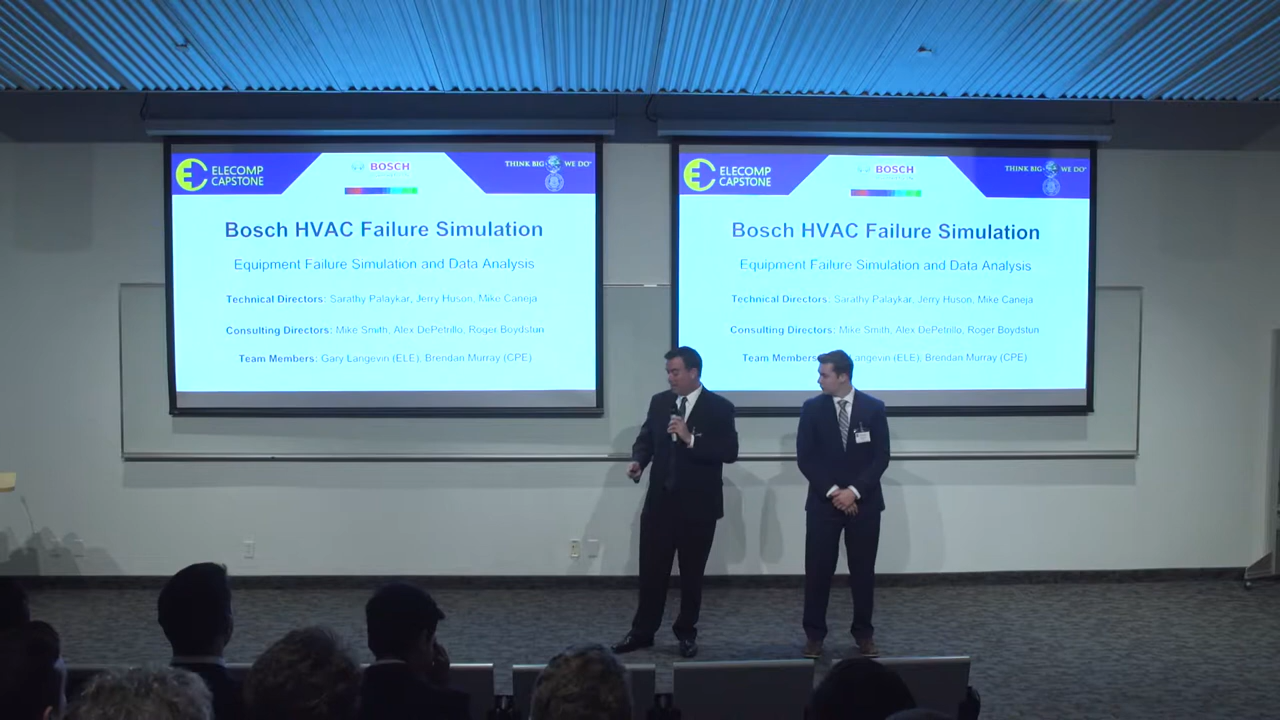 ELECOMP
CAPSTONE
BOSCH
THINK BIG WE DO
Bosch HVAC Failure Simulation
Equipment Failure Simulation and Data Analysis
Technical Directors: Sarathy Palaykar, Jerry Huson, Mike Caneja
Consulting Directors: Mike Smith, Alex DePetrillo, Roger Boydstun
Team Members: Gary Langevin (ELE), Brendan Murray (CPE)
ELECOMP
CAPSTONE
BOSCH
THINK BIG WE DO
Bosch HVAC Failure Simulation
Equipment Failure Simulation and Data Analysis
Technical Directors: Sarathy Palaykar, Jerry Huson, Mike Caneja
Consulting Directors: Mike Smith, Alex DePetrillo, Roger Boydstun
Team Members Langevin (ELE), Brendan Murray (CPE)